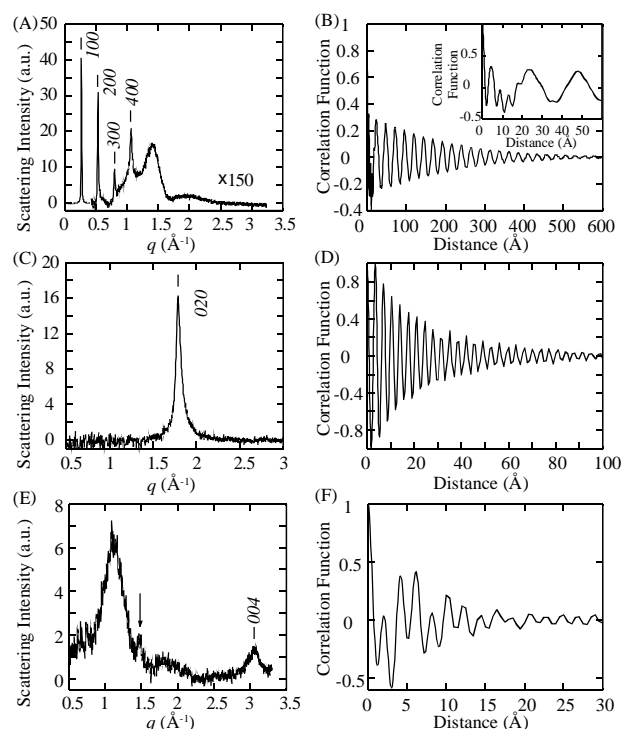 (A)
50
40
30
20
10
0
Scattering Intensity (a.u.)
100
200
300
400
x150
0 0.5 1 1.5 2 2.5 3 3.5
q (Å-1)
(B)
1
0.8
0.6
0.4
0.2
0
-0.2
-0.4
Correlation Function
0 100 200 300 400 500 600
Distance (Å)
1
0.5
0
-0.5
Correlation
Function
0 10 20 30 40 50
Distance (Å)
(C)
20
16
12
8
4
0
Scattering Intensity (a.u.)
020
0.5 1 1.5 2 2.5 3
q (Å-1)
(D)
0.8
0.4
0
-0.4
-0.8
Correlation Function
0 20 40 60 80 100
Distance (Å)
(E)
8
6
4
2
0
Scattering Intensity (a.u.)
004
0.5 1 1.5 2 2.5 3 3.5
q (Å-1)
(F)
1
0.5
0
-0.5
Correlation Function
0 5 10 15 20 25 30
Distance (Å)